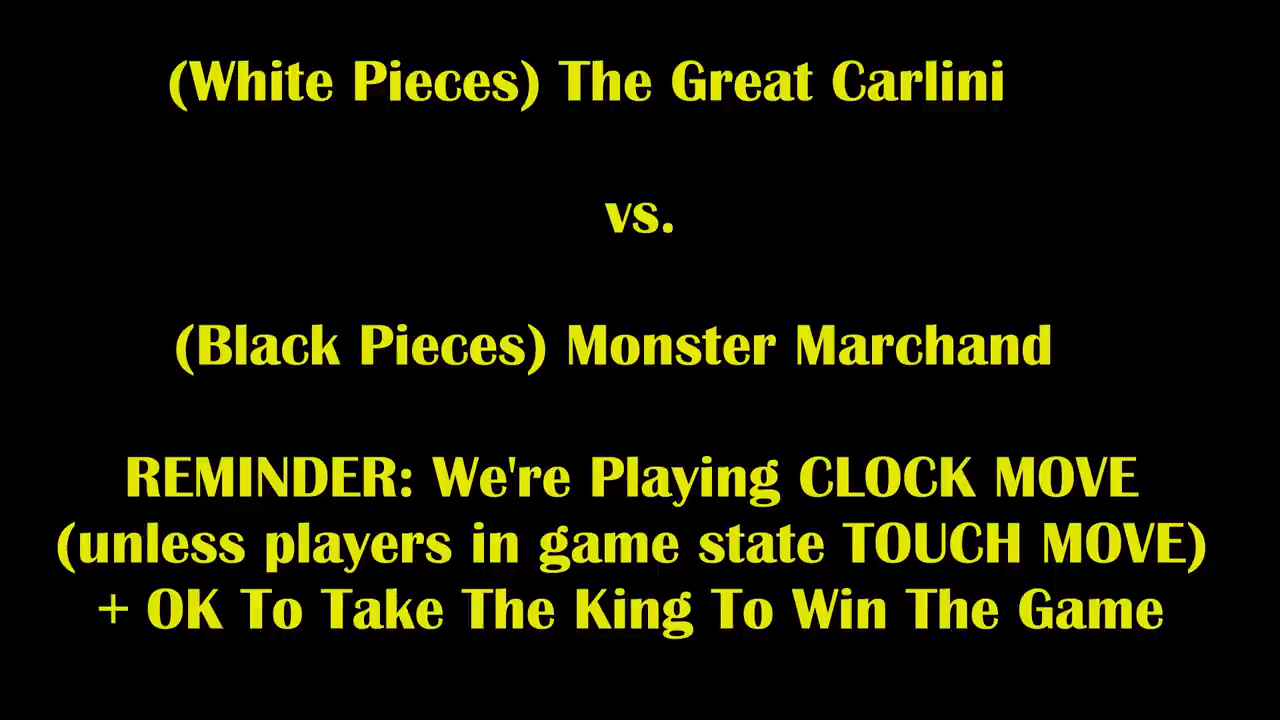 (White Pieces) The Great Carlini
vs.
(Black Pieces) Monster Marchand
REMINDER: We're Playing CLOCK MOVE
(unless players in game state TOUCH MOVE)
+ OK To Take The King To Win The Game